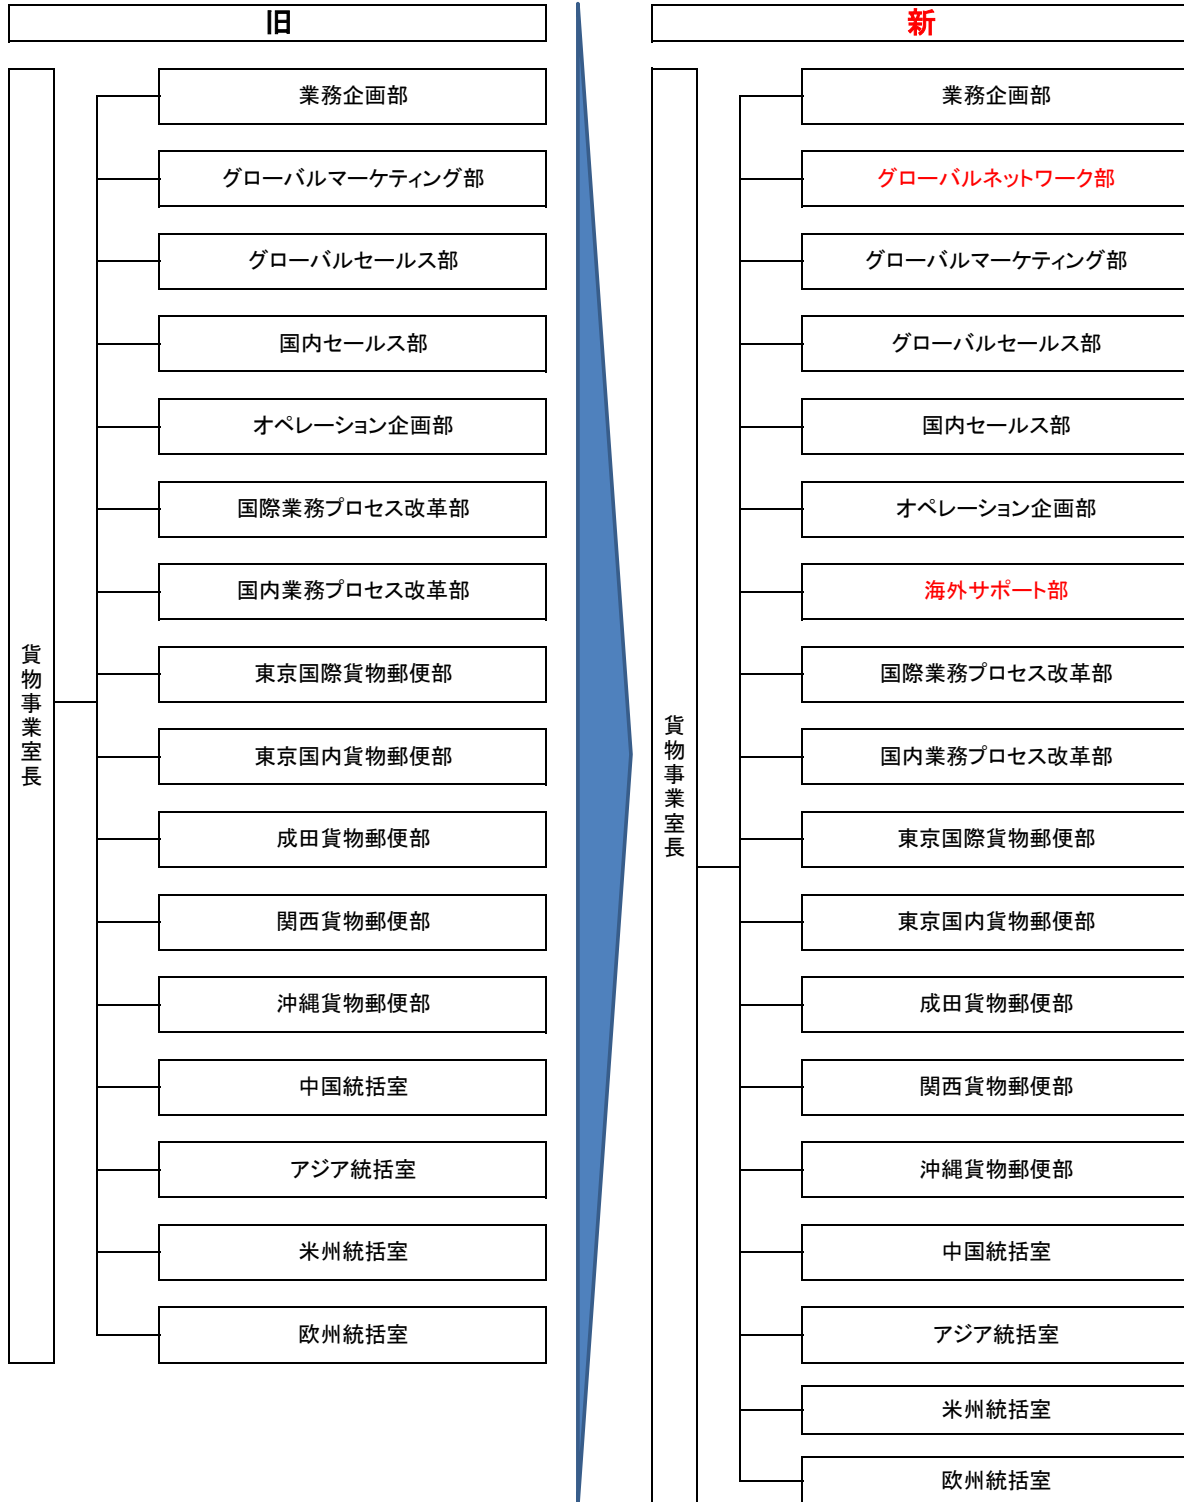 旧
貨物事業室長
業務企画部
グローバルマーケティング部
グローバルセールス部
国内セールス部
オペレーション企画部
国際業務プロセス改革部
国内業務プロセス改革部
東京国際貨物郵便部
東京国内貨物郵便部
成田貨物郵便部
関西貨物郵便部
沖縄貨物郵便部
中国統括室
アジア統括室
米州統括室
欧州統括室
新
貨物事業室長
業務企画部
グローバルネットワーク部
グローバルマーケティング部
グローバルセールス部
国内セールス部
オペレーション企画部
海外サポート部
国際業務プロセス改革部
国内業務プロセス改革部
東京国際貨物郵便部
東京国内貨物郵便部
成田貨物郵便部
関西貨物郵便部
沖縄貨物郵便部
中国統括室
アジア統括室
米州統括室
欧州統括室